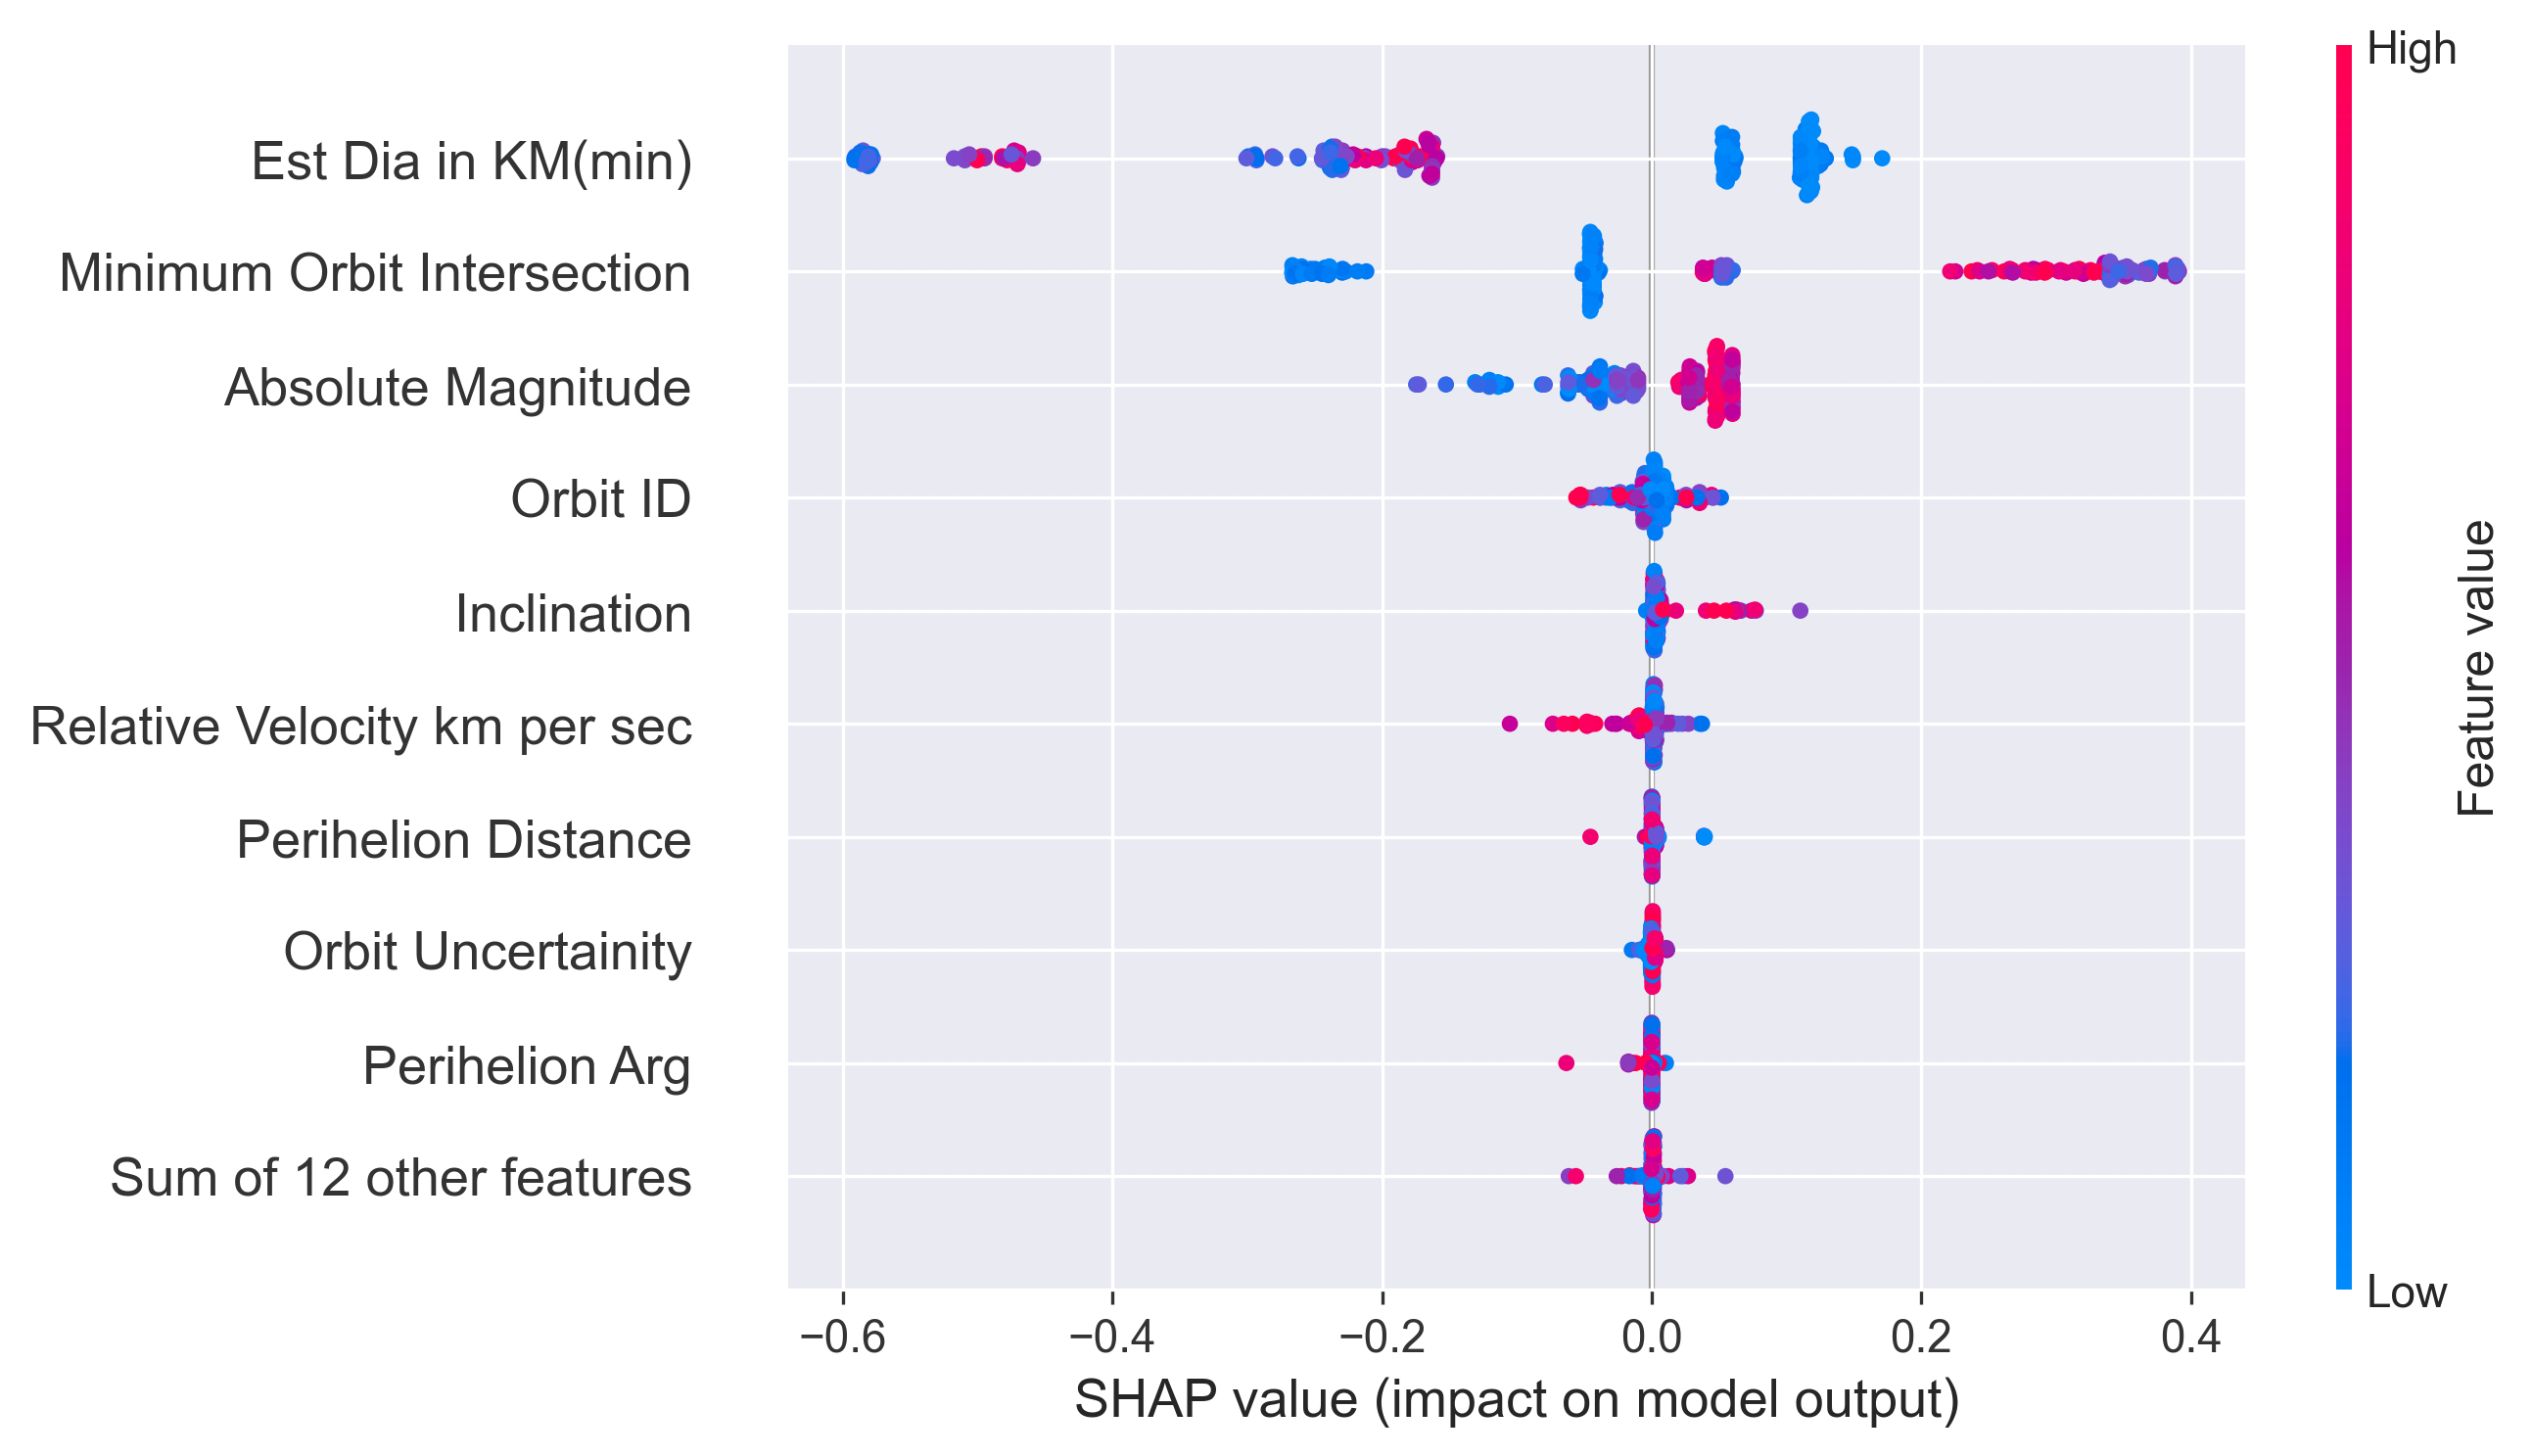 High
Est Dia in KM(min)
Minimum Orbit Intersection
Absolute Magnitude
Orbit ID
Inclination
Relative Velocity km per sec
Perihelion Distance
Orbit Uncertainity
Perihelion Arg
Sum of 12 other features
Feature value
Low
−0.6 −0.4 −0.2 0.0 0.2 0.4
SHAP value (impact on model output)